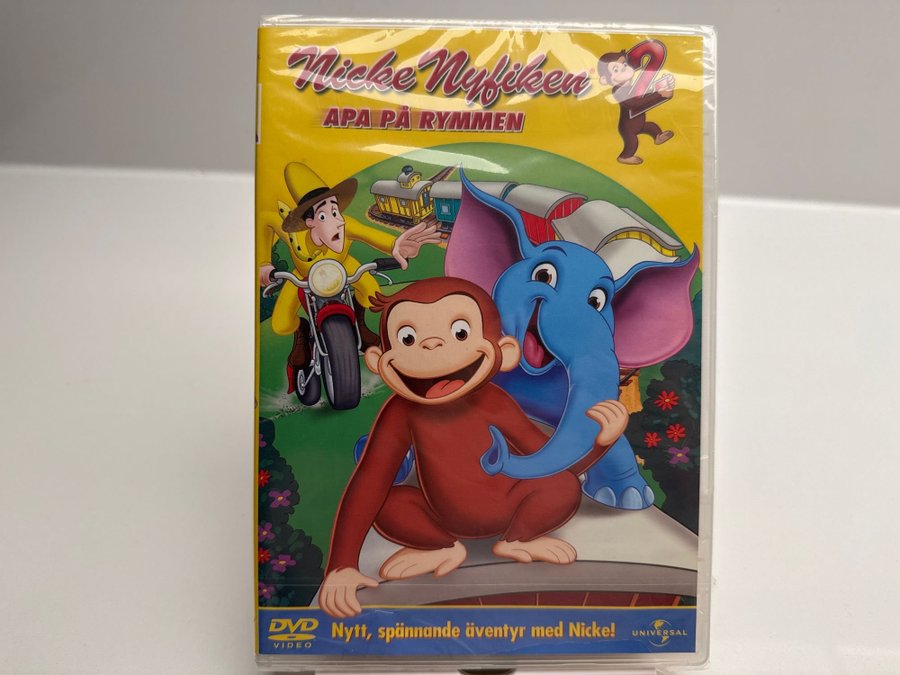 Nicke Nyfiken 2
APA PÅ RYMMEN
DVD
VIDEO
Nytt, spännande äventyr med Nicke!
UNIVERSAL